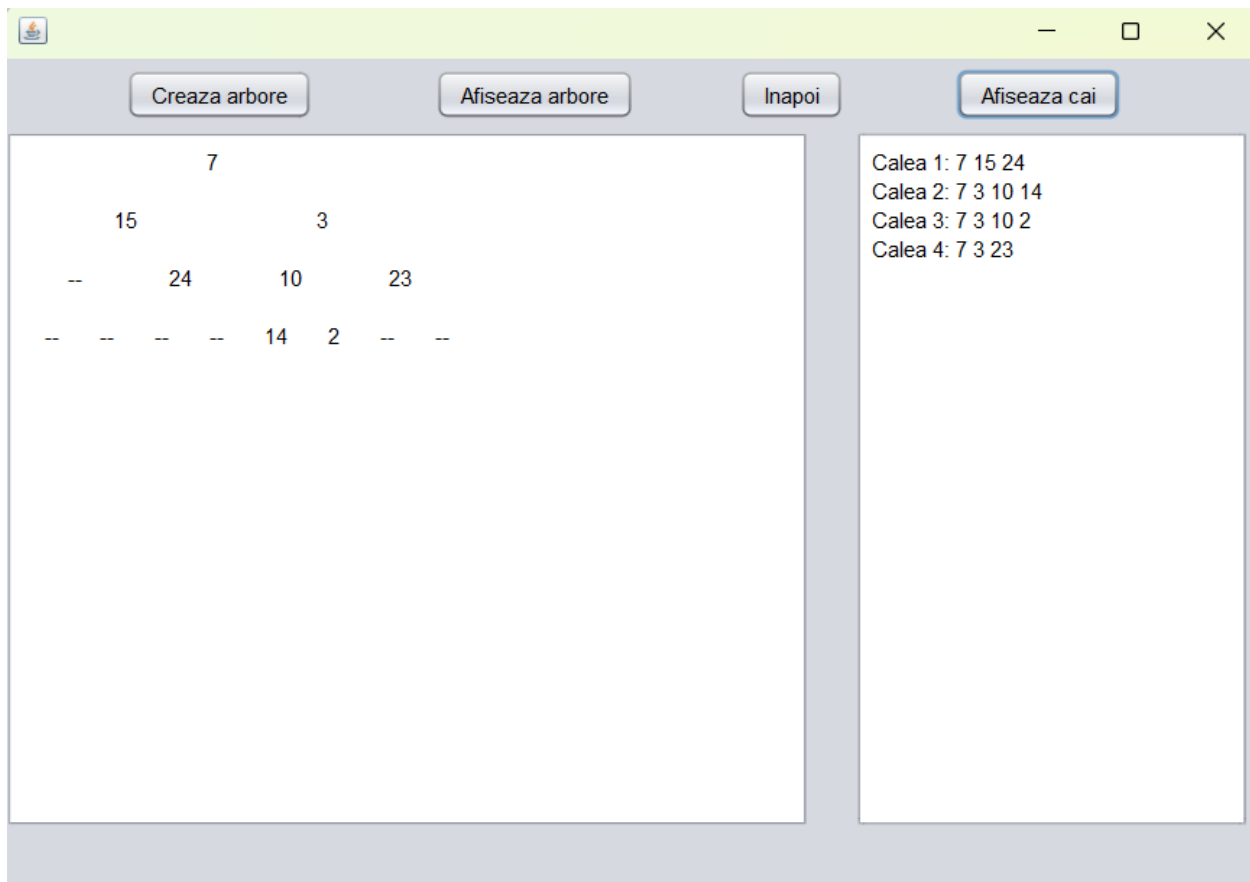 Creaza arbore Afiseaza arbore Inapoi Afiseaza cai
7
15 3
-- 24 10 23
-- -- -- -- 14 2 -- --
Calea 1: 7 15 24
Calea 2: 7 3 10 14
Calea 3: 7 3 10 2
Calea 4: 7 3 23